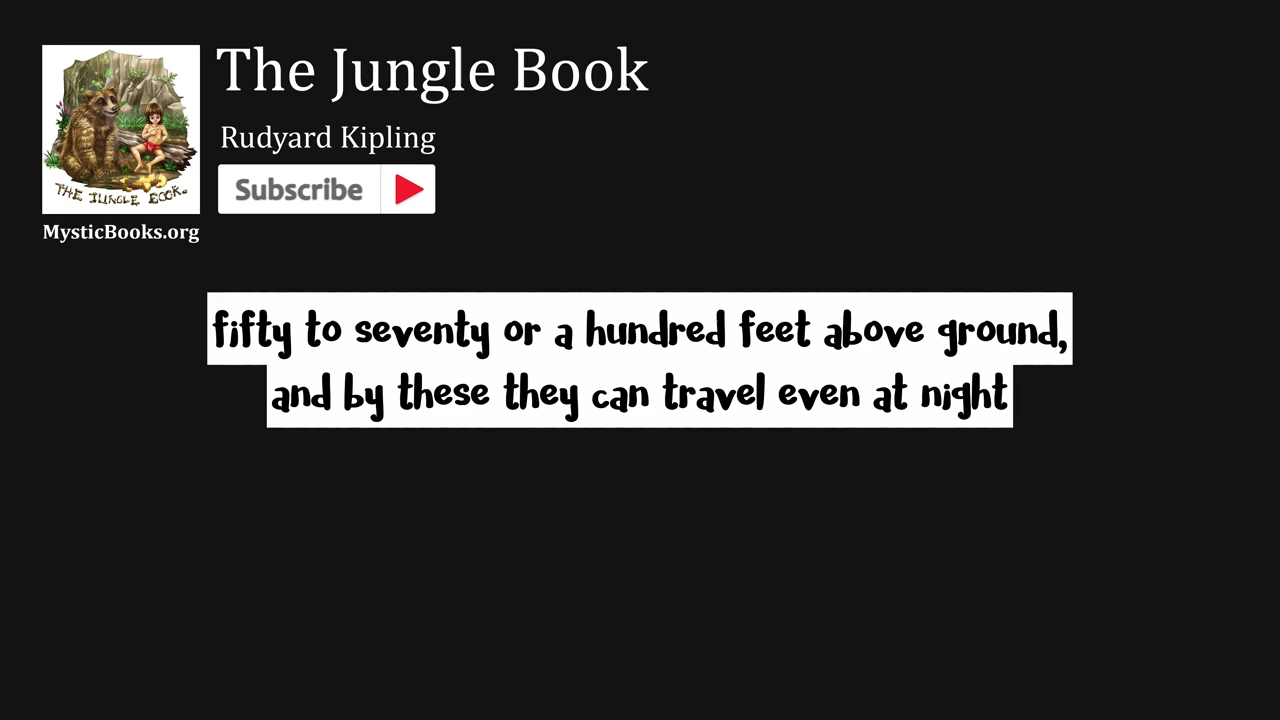 The Jungle Book
Rudyard Kipling
Subscribe
THE JUNGLE BOOK.
MysticBooks.org
fifty to seventy or a hundred feet above ground,
and by these they can travel even at night